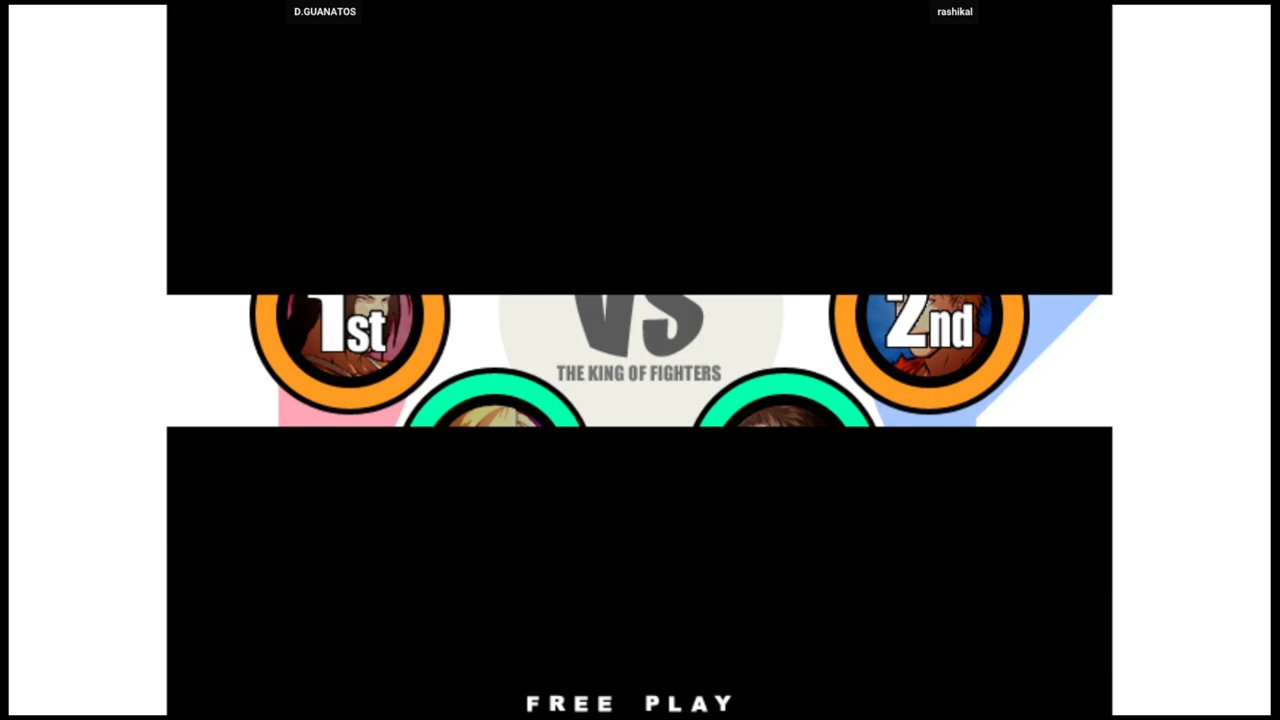 D.GUANATOS
rashikal
1st
VS
2nd
THE KING OF FIGHTERS
FREE PLAY